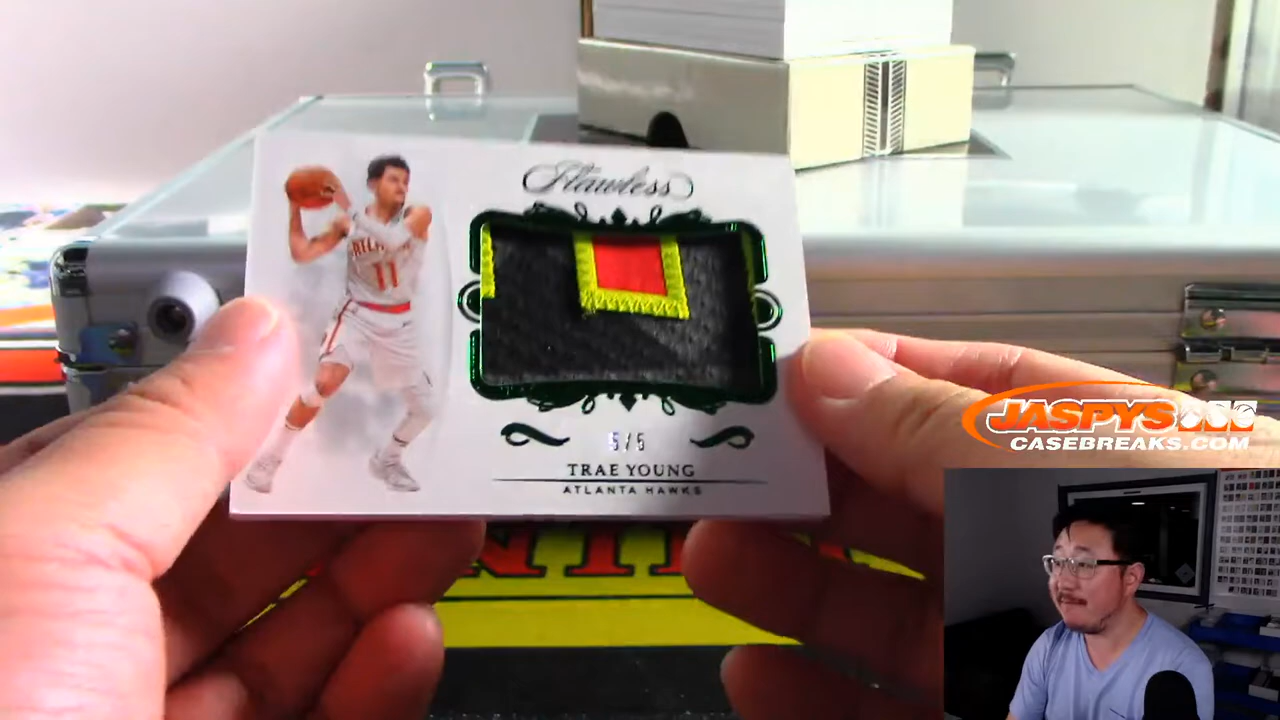 Flawless
ATLANTA
11
5/5
TRAE YOUNG
ATLANTA HAWKS
JASPYS
CASEBREAKS.COM